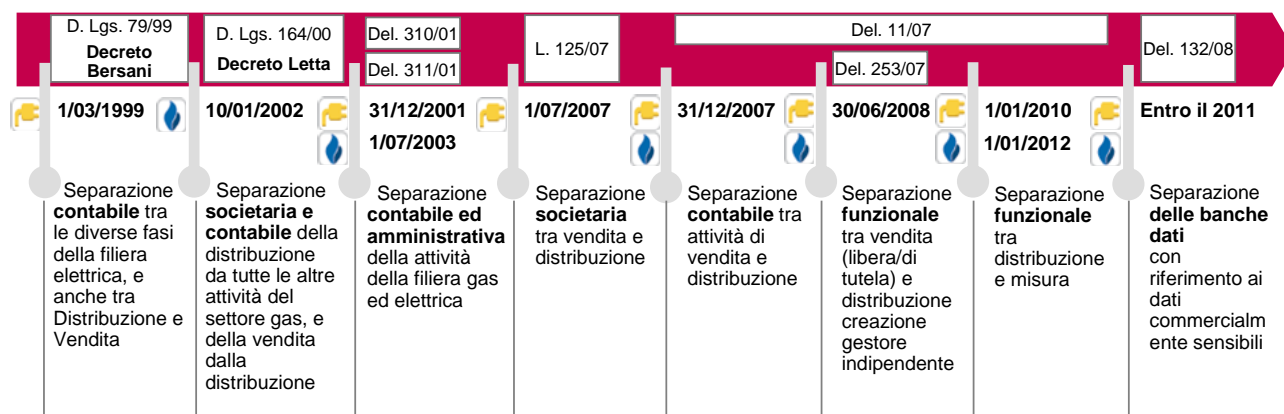 D. Lgs. 79/99
Decreto
Bersani
D. Lgs. 164/00
Decreto Letta
Del. 310/01
Del. 311/01
L. 125/07
Del. 11/07
Del. 253/07
Del. 132/08
1/03/1999
10/01/2002
31/12/2001
1/07/2003
1/07/2007
31/12/2007
30/06/2008
1/01/2010
1/01/2012
Entro il 2011
Separazione
contabile tra
le diverse fasi
della filiera
elettrica, e
anche tra
Distribuzione e
Vendita
Separazione
societaria e
contabile della
distribuzione
da tutte le altre
attività del
settore gas, e
della vendita
dalla
distribuzione
Separazione
contabile ed
amministrativa
della attività
della filiera gas
ed elettrica
Separazione
societaria
tra vendita e
distribuzione
Separazione
contabile tra
attività di
vendita e
distribuzione
Separazione
funzionale
tra vendita
(libera/di
tutela) e
distribuzione
creazione
gestore
indipendente
Separazione
funzionale
tra
distribuzione
e misura
Separazione
delle banche
dati
con
riferimento ai
dati
commercialm
ente sensibili